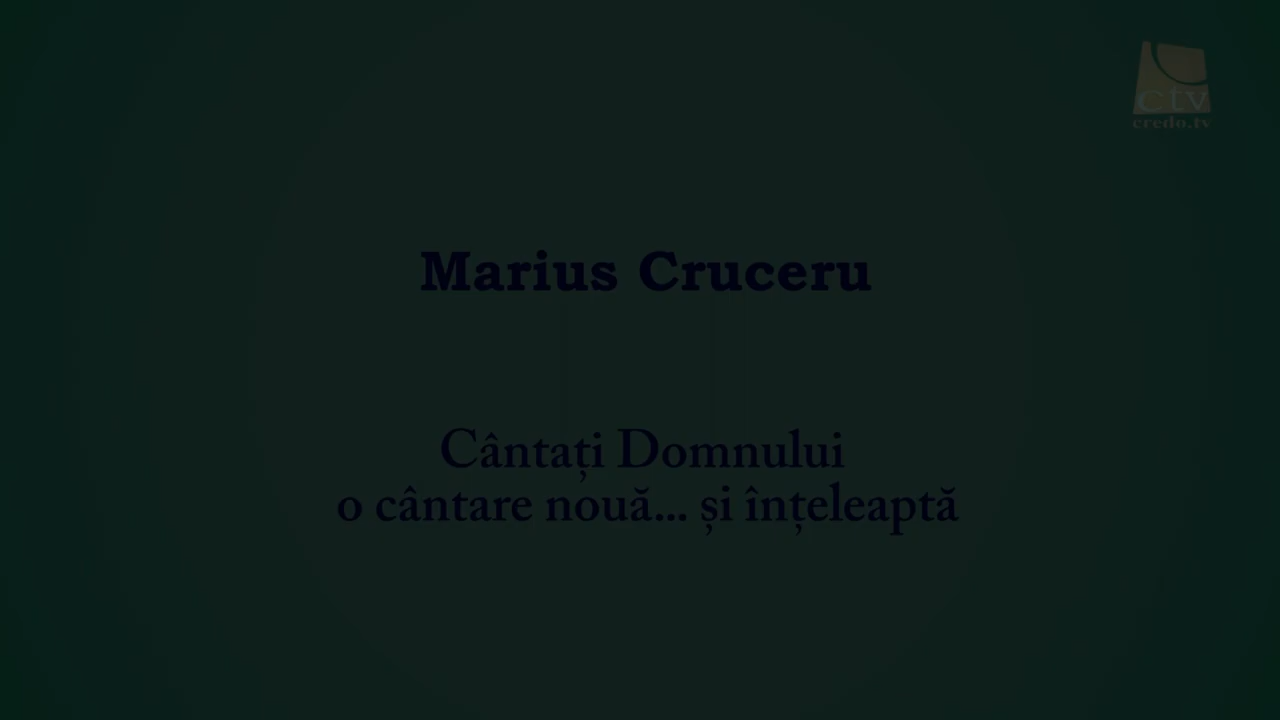 ctv
credo.tv
Marius Cruceru
Cântați Domnului
o cântare nouă... și înțeleaptă